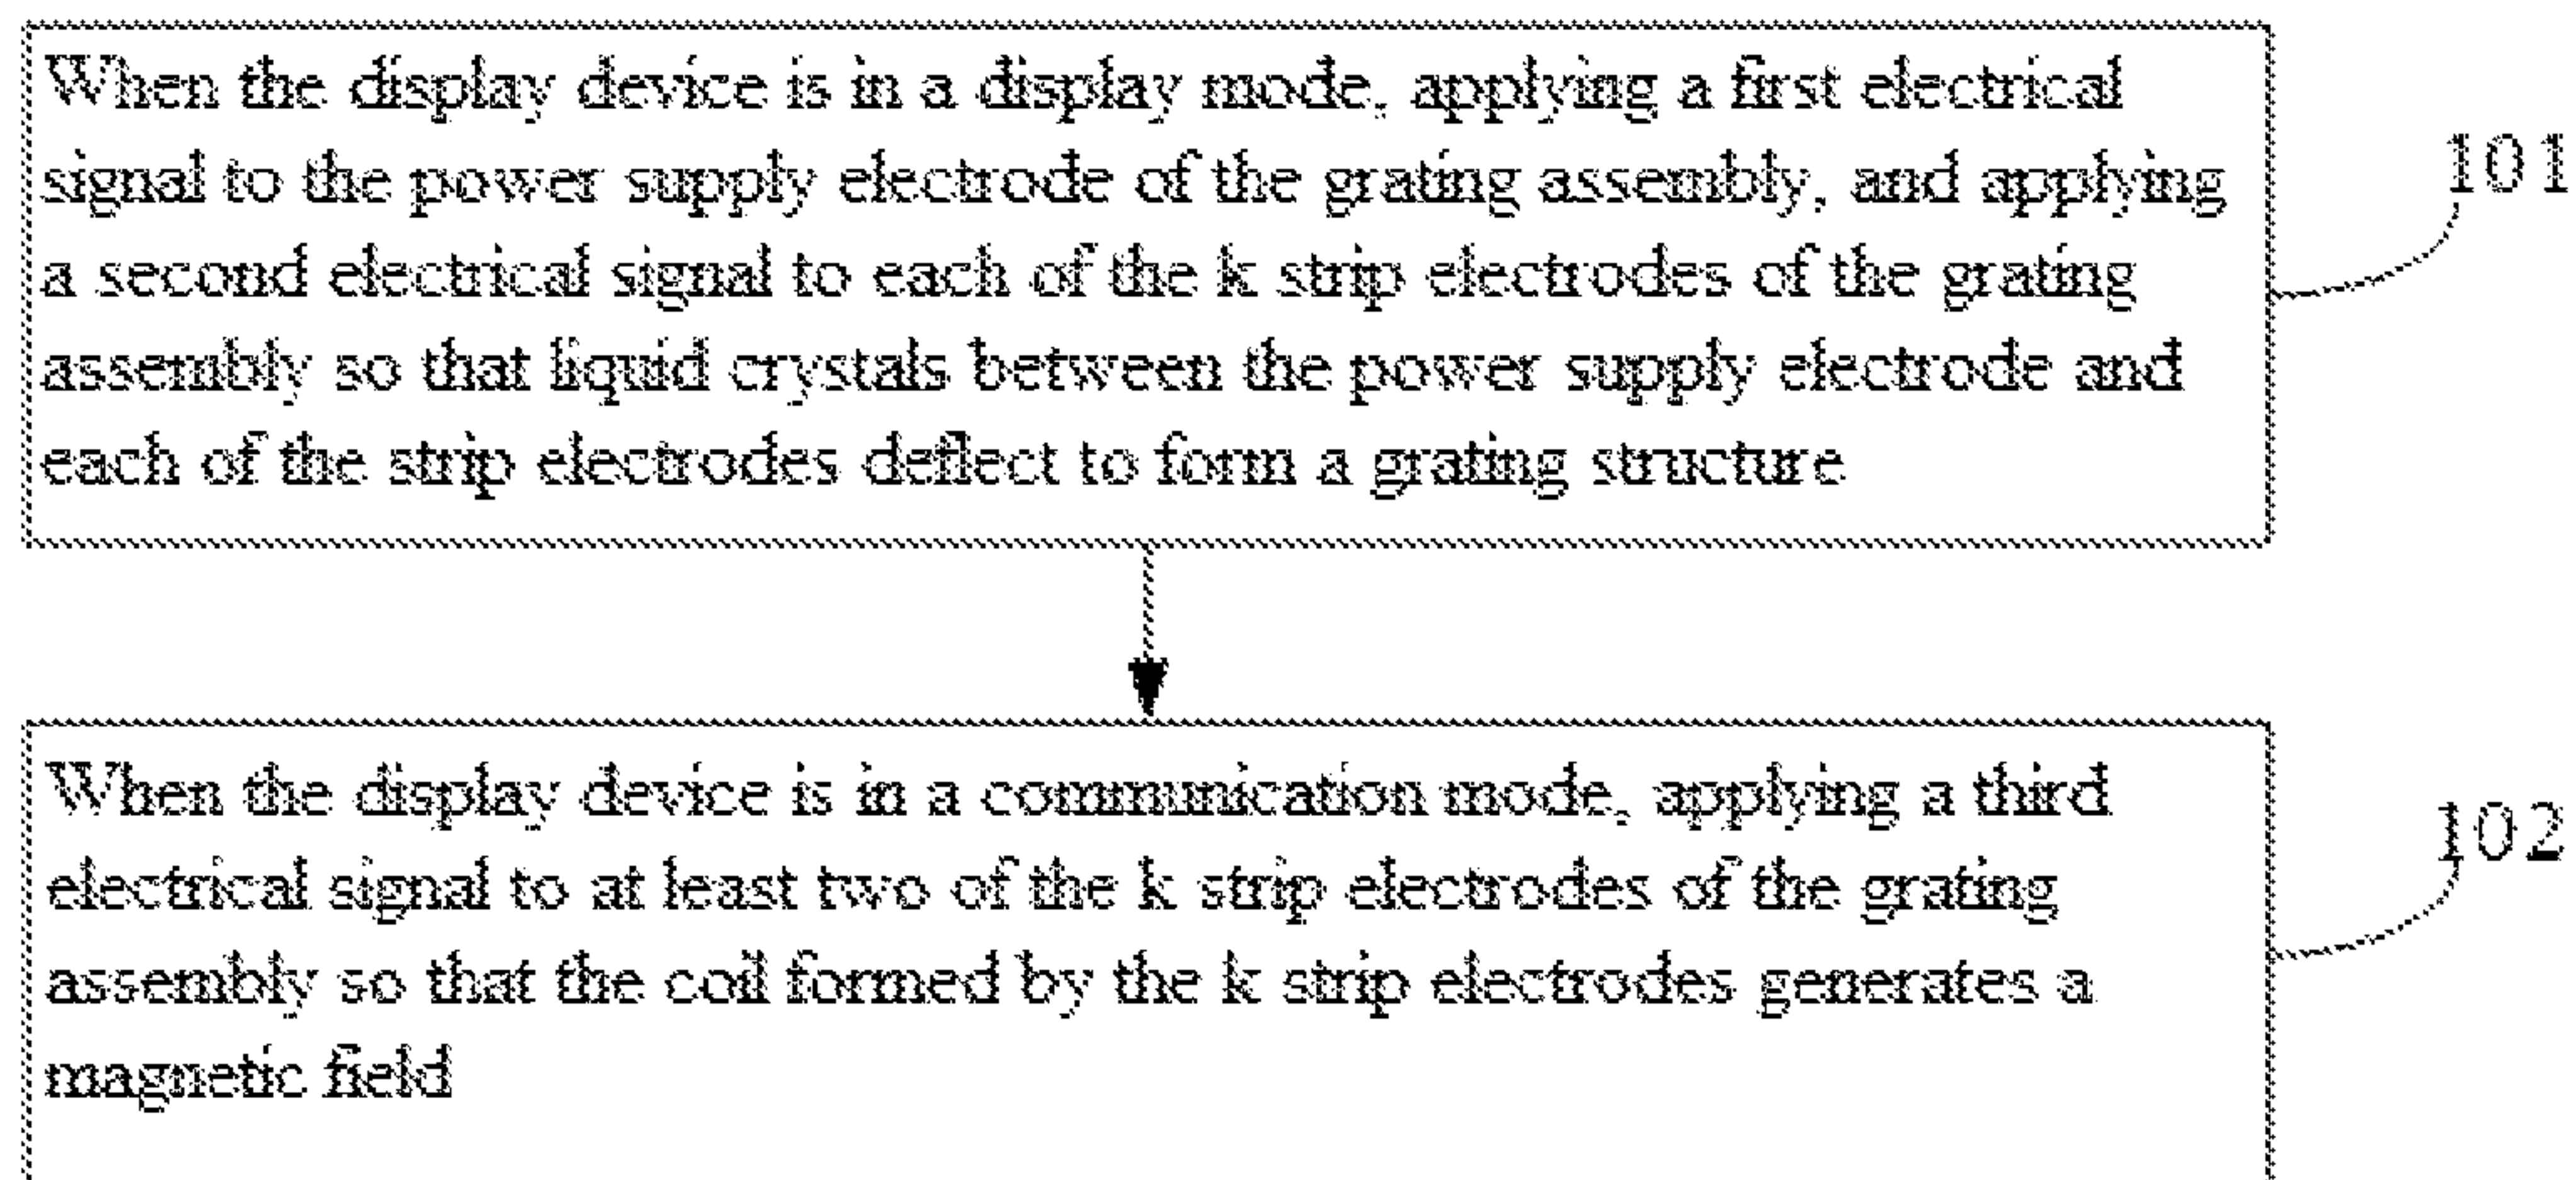 When the display device is in a display mode, applying a first electrical
signal to the power supply electrode of the grating assembly, and applying
a second electrical signal to each of the k strip electrodes of the grating
assembly so that liquid crystals between the power supply electrode and
each of the strip electrodes deflect to form a grating structure
101
When the display device is in a communication mode, applying a third
electrical signal to at least two of the k strip electrodes of the grating
assembly so that the coil formed by the k strip electrodes generates a
magnetic field
102